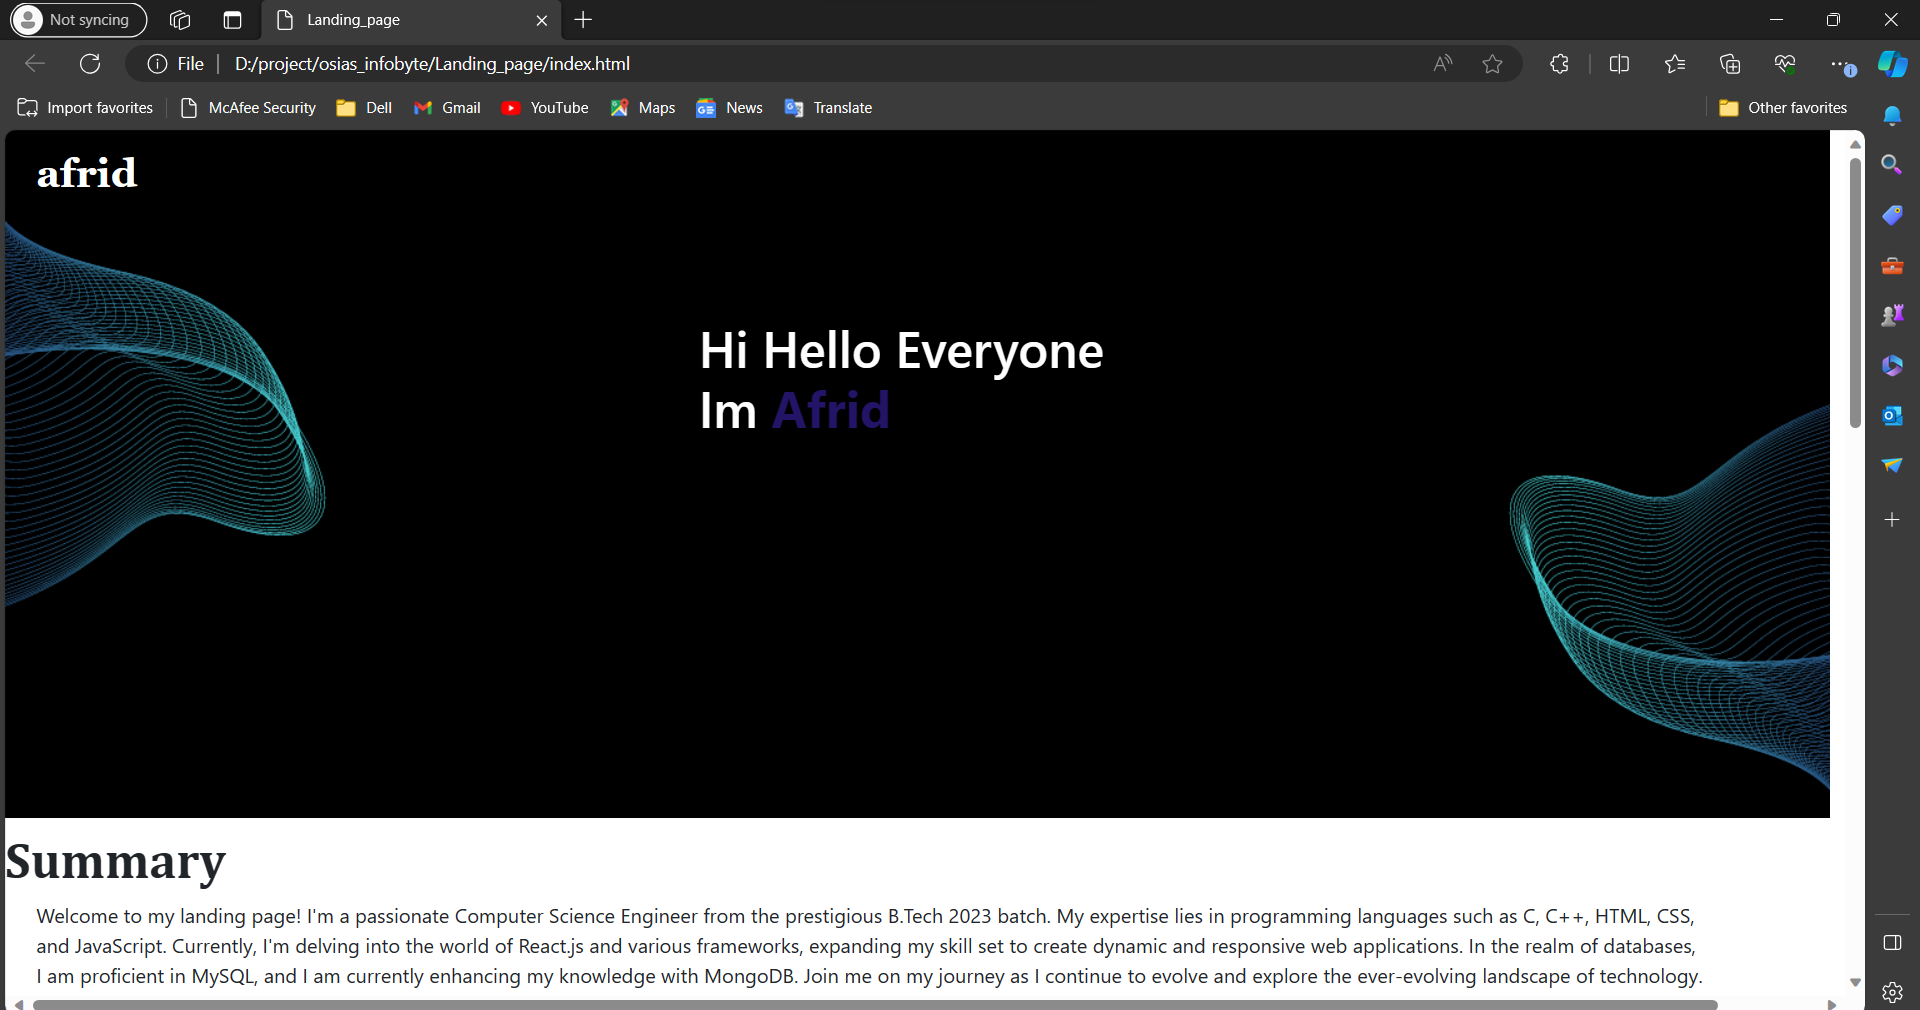 Not syncing
Landing_page
File
D:/project/osias_infobyte/Landing_page/index.html
Import favorites
McAfee Security
Dell
Gmail
YouTube
Maps
News
Translate
Other favorites
afrid
Hi Hello Everyone
Im Afrid
Summary
Welcome to my landing page! I'm a passionate Computer Science Engineer from the prestigious B.Tech 2023 batch. My expertise lies in programming languages such as C, C++, HTML, CSS,
and JavaScript. Currently, I'm delving into the world of React.js and various frameworks, expanding my skill set to create dynamic and responsive web applications. In the realm of databases,
I am proficient in MySQL, and I am currently enhancing my knowledge with MongoDB. Join me on my journey as I continue to evolve and explore the ever-evolving landscape of technology.